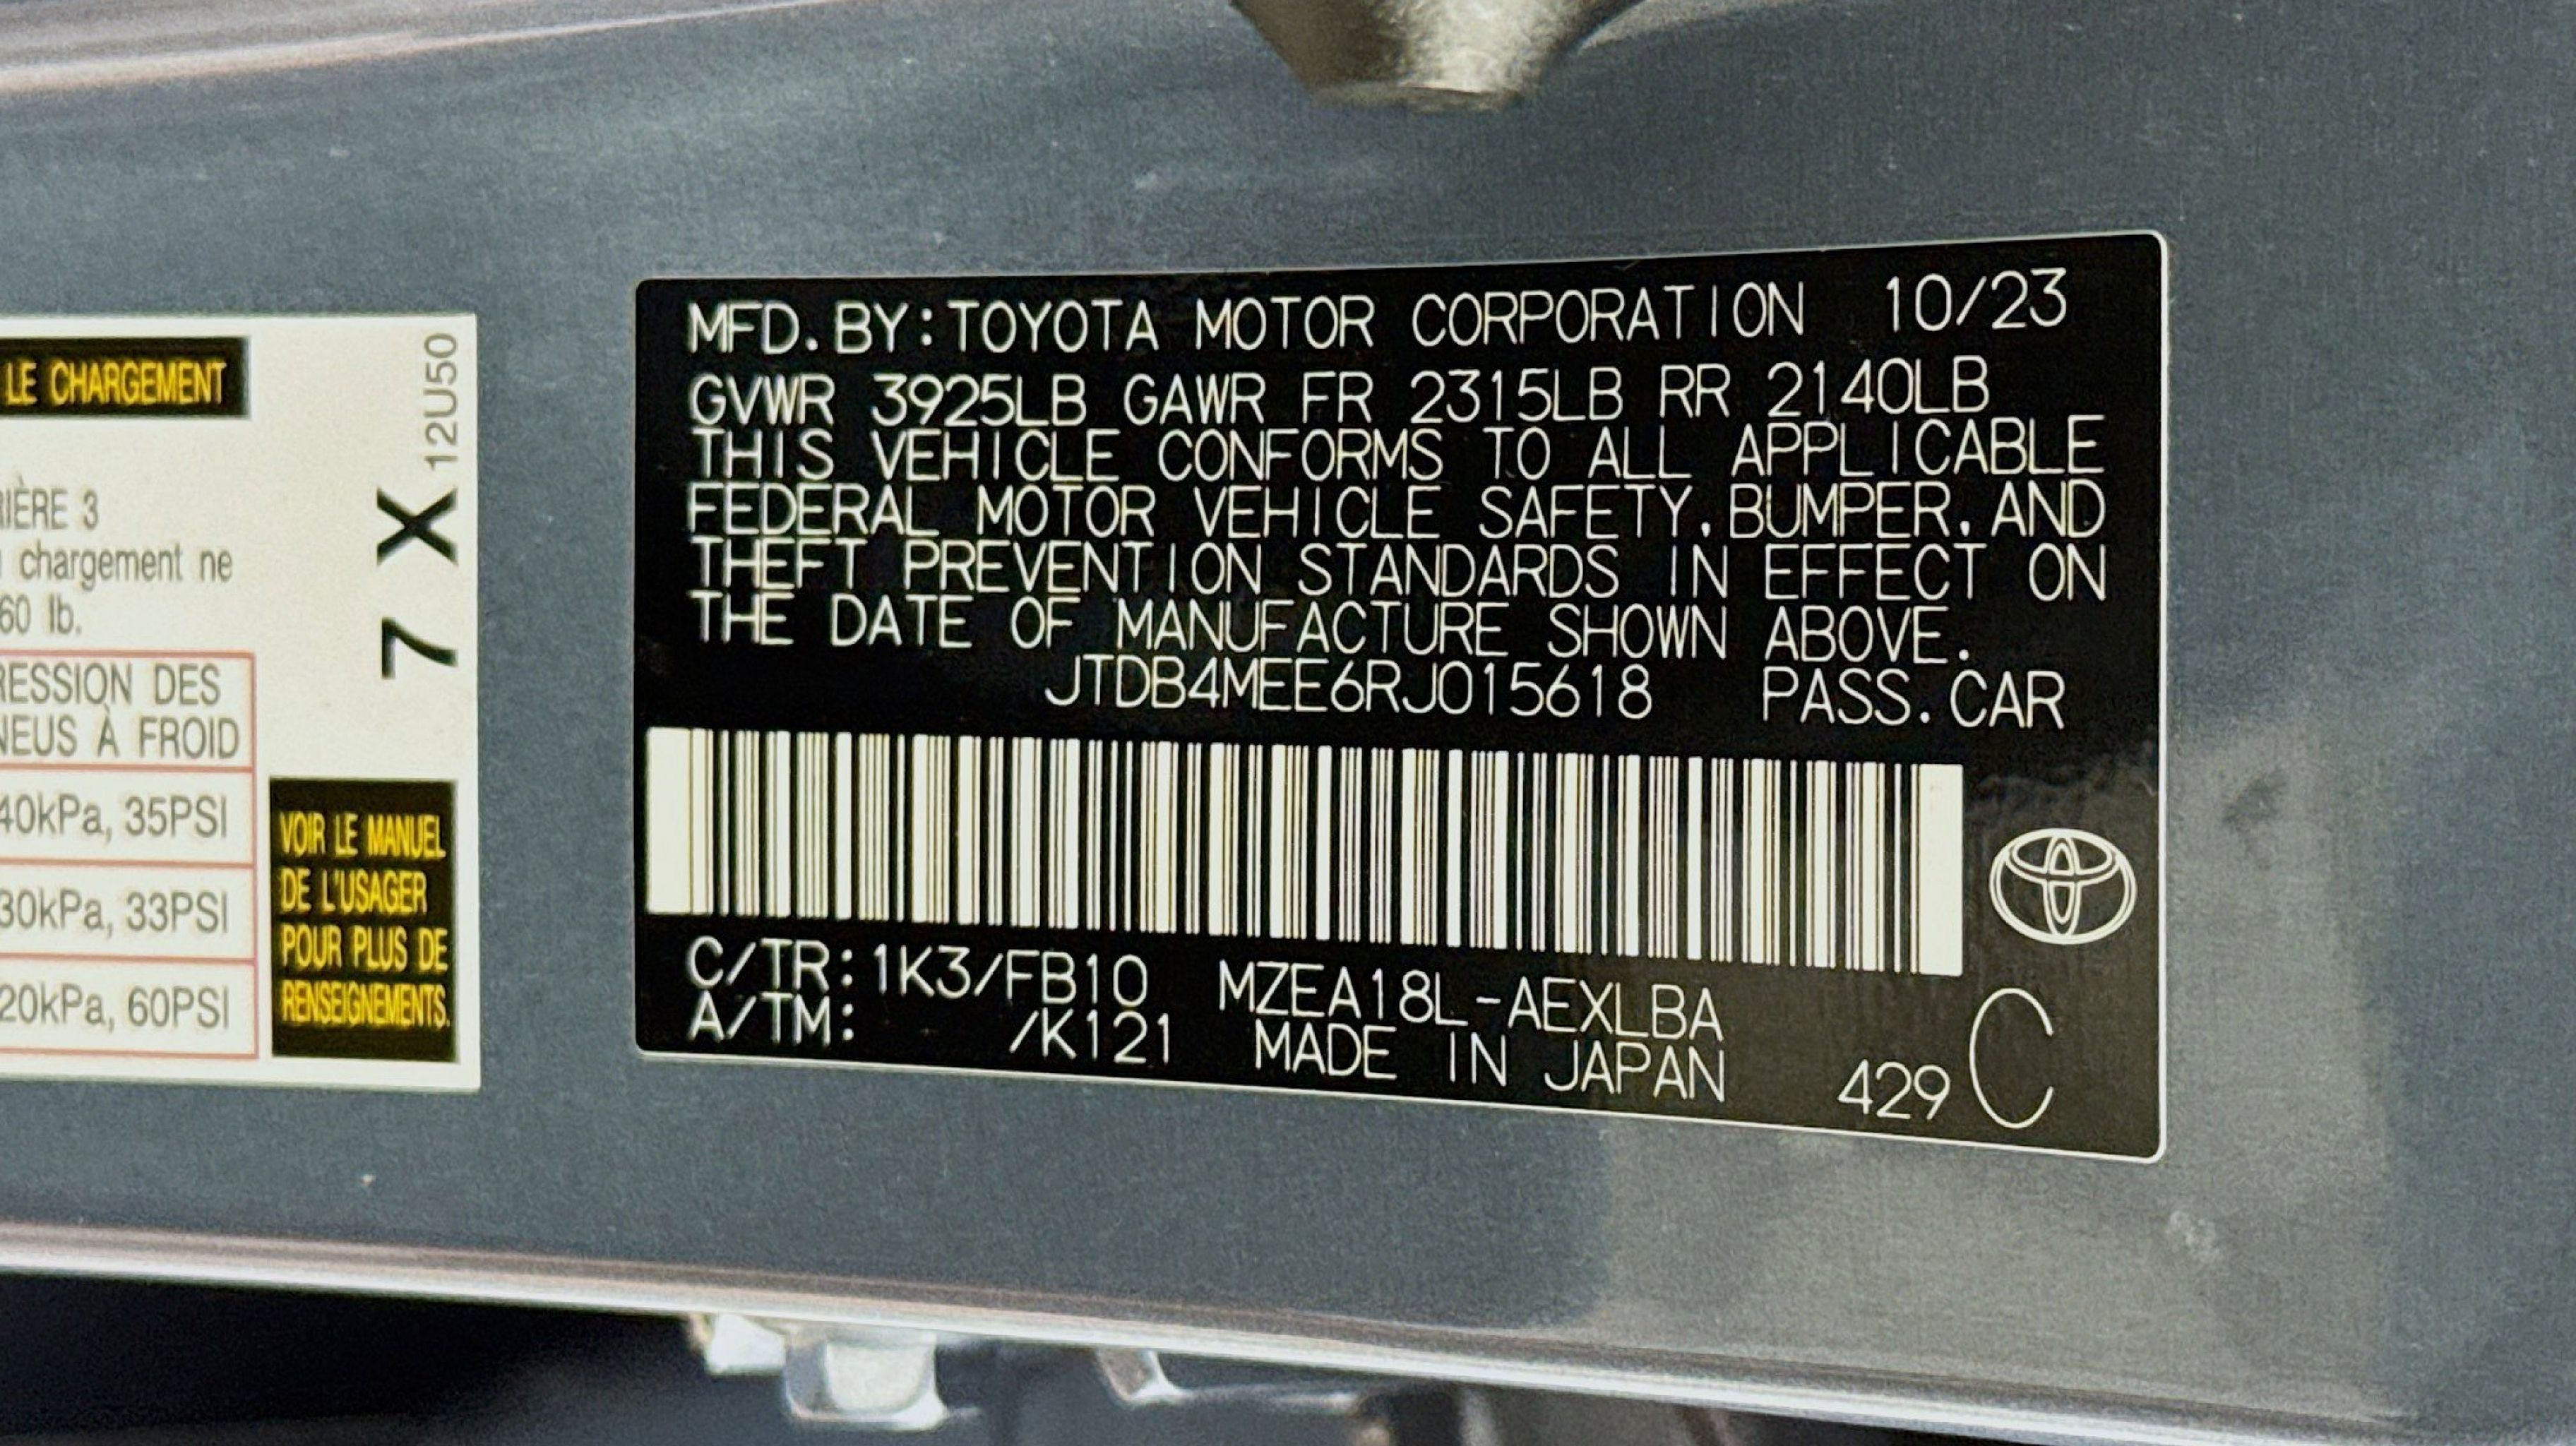 LE CHARGEMENT
12U50
7 X
3
chargement ne
60 lb.
DES
À FROID
40kPa, 35PSI
30kPa, 33PSI
20kPa, 60PSI
VOIR LE MANUEL
DE L'USAGER
POUR PLUS DE
RENSEIGNEMENTS.
MFD. BY: TOYOTA MOTOR CORPORATION 10/23
GVWR 3925LB GAWR FR 2315LB RR 2140LB
THIS VEHICLE CONFORMS TO ALL APPLICABLE
FEDERAL MOTOR VEHICLE SAFETY, BUMPER, AND
THEFT PREVENTION STANDARDS IN EFFECT ON
THE DATE OF MANUFACTURE SHOWN ABOVE.
JTDB4MEE6RJ015618 PASS. CAR
C/TR: 1K3/FB10 MZEA18L-AEXLBA
A/TM: /K121 MADE IN JAPAN 429 C